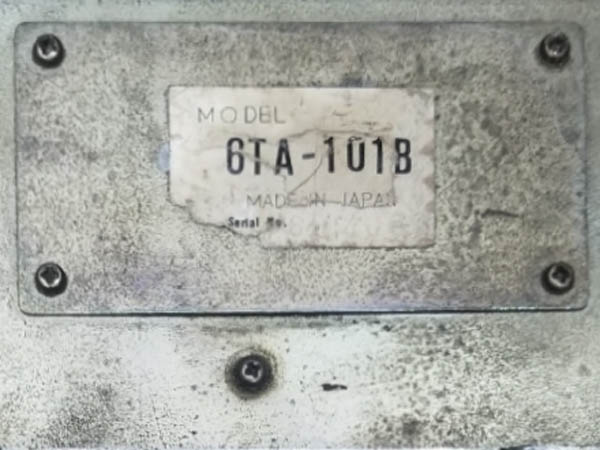 MODEL
6TA-101B
MADE IN JAPAN
Serial No.